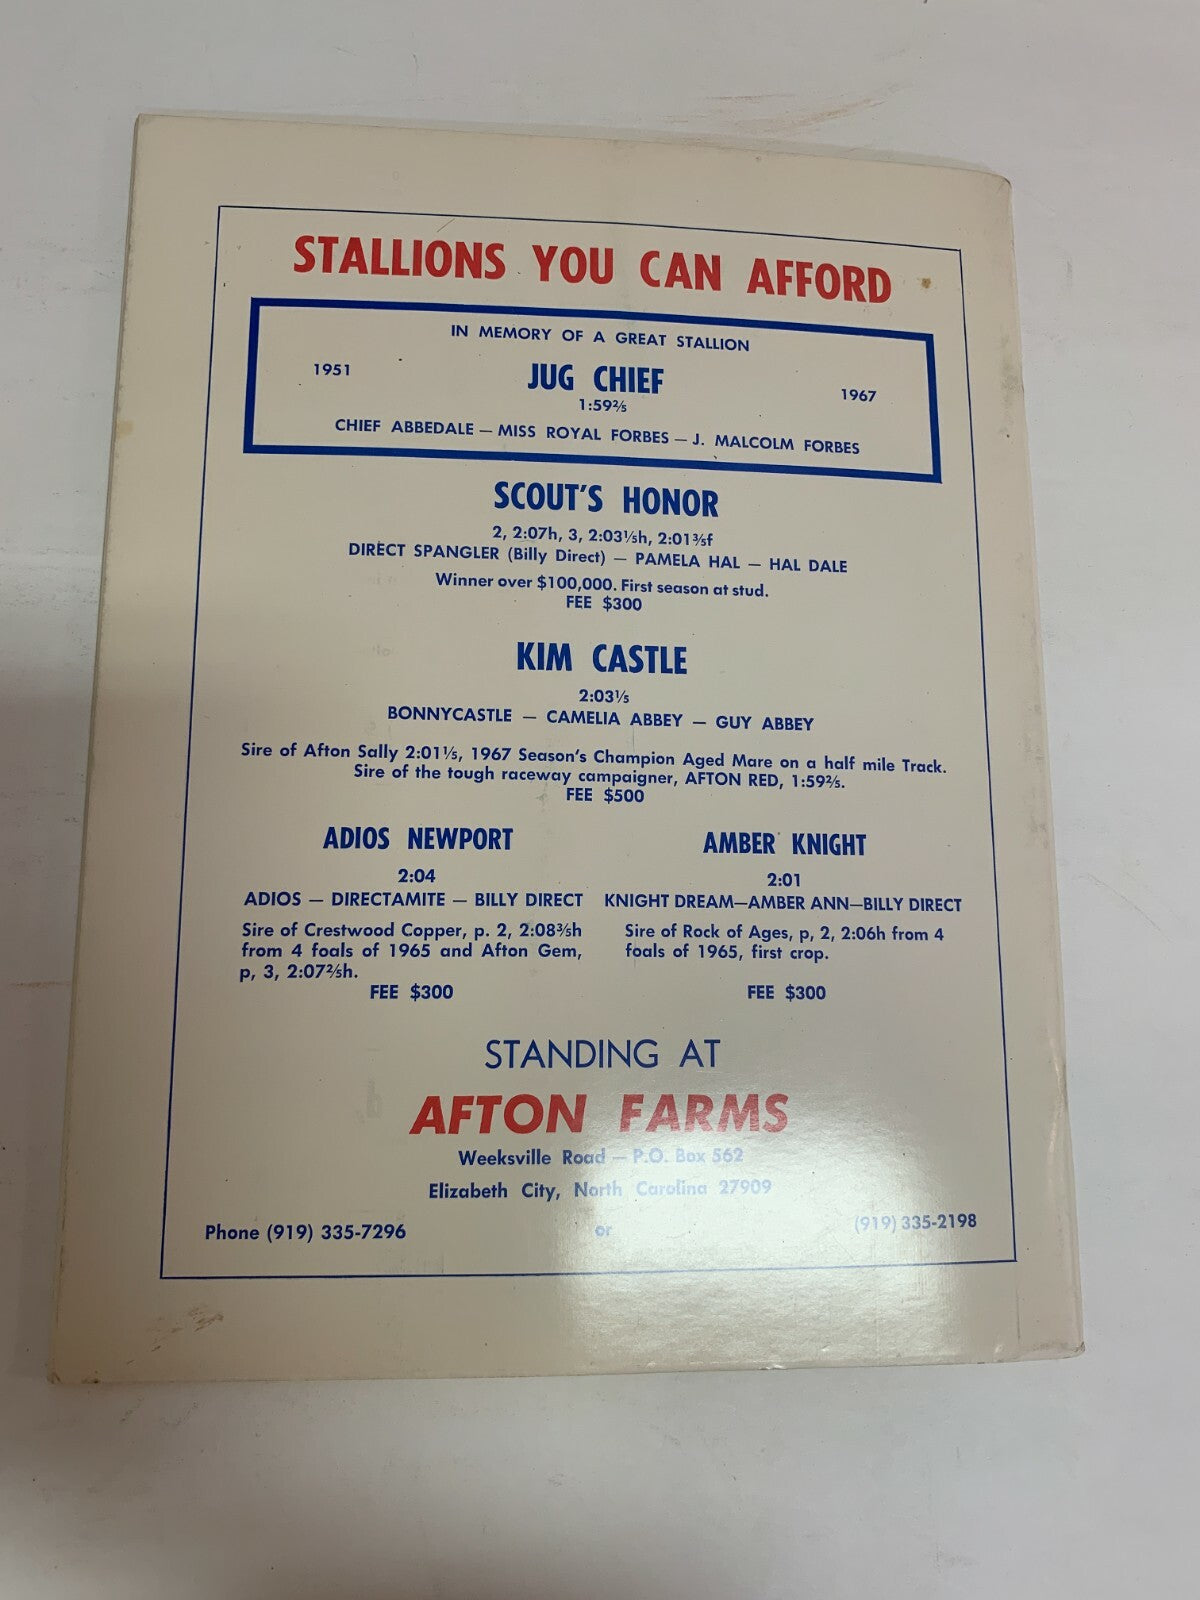 STALLIONS YOU CAN AFFORD
IN MEMORY OF A GREAT STALLION
1951
JUG CHIEF
1967
1:59⅖
CHIEF ABBEDALE — MISS ROYAL FORBES — J. MALCOLM FORBES
SCOUT'S HONOR
2, 2:07h, 3, 2:03⅕h, 2:01⅗f
DIRECT SPANGLER (Billy Direct) — PAMELA HAL — HAL DALE
Winner over $100,000. First season at stud.
FEE $300
KIM CASTLE
2:03⅕
BONNYCASTLE — CAMELIA ABBEY — GUY ABBEY
Sire of Afton Sally 2:01⅕, 1967 Season's Champion Aged Mare on a half mile Track.
Sire of the tough raceway campaigner, AFTON RED, 1:59⅖.
FEE $500
ADIOS NEWPORT
2:04
ADIOS — DIRECTAMITE — BILLY DIRECT
Sire of Crestwood Copper, p. 2, 2:08⅗h
from 4 foals of 1965 and Afton Gem,
p, 3, 2:07⅖h.
FEE $300
AMBER KNIGHT
2:01
KNIGHT DREAM—AMBER ANN—BILLY DIRECT
Sire of Rock of Ages, p, 2, 2:06h from 4
foals of 1965, first crop.
FEE $300
STANDING AT
AFTON FARMS
Weeksville Road — P.O. Box 562
Elizabeth City, North Carolina 27909
Phone (919) 335-7296 or (919) 335-2198